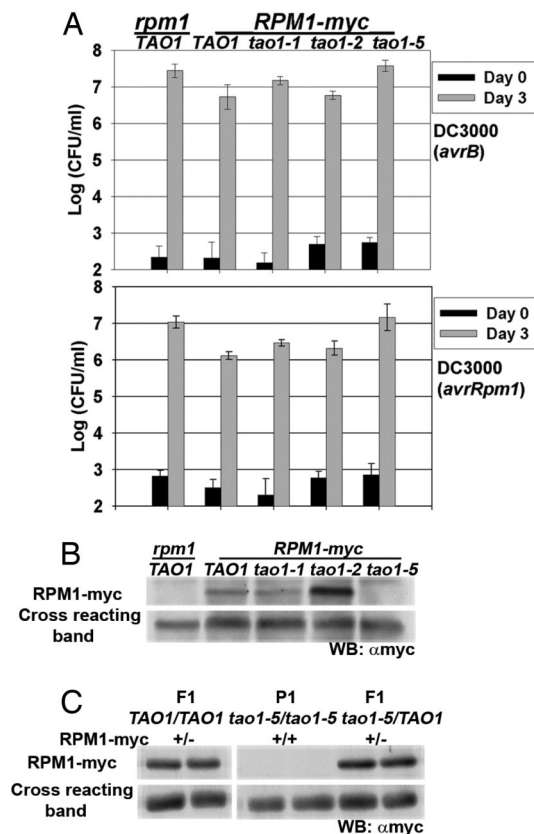 A
rpm1 RPM1-myc
TAO1 TAO1 tao1-1 tao1-2 tao1-5
8
7
6
5
4
3
2
Log (CFU/ml)
Day 0
Day 3
DC3000
(avrB)
8
7
6
5
4
3
2
Log (CFU/ml)
Day 0
Day 3
DC3000
(avrRpm1)
B
rpm1 RPM1-myc
TAO1 TAO1 tao1-1 tao1-2 tao1-5
RPM1-myc
Cross reacting
band
WB: αmyc
C
F1 P1 F1
TAO1/TAO1 tao1-5/tao1-5 tao1-5/TAO1
RPM1-myc +/- +/+ +/-
RPM1-myc
Cross reacting
band
WB: αmyc